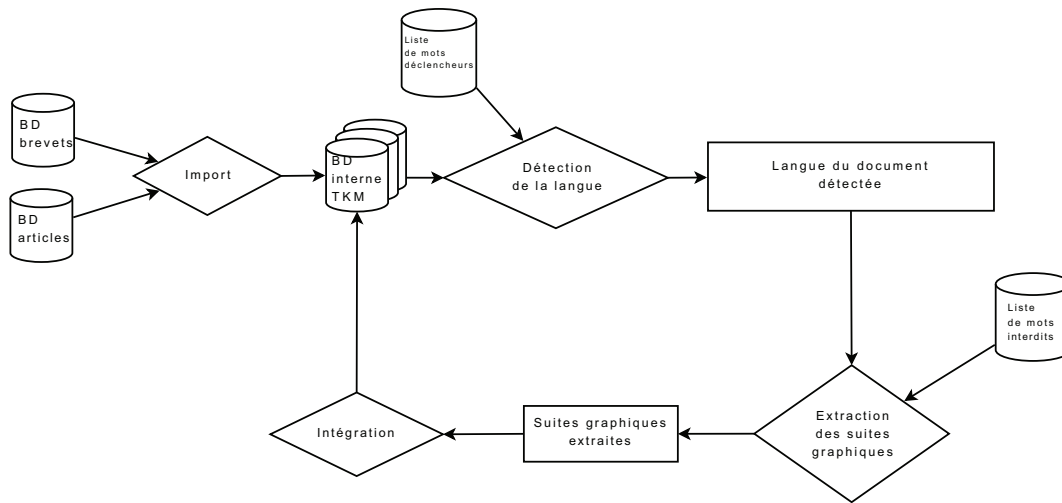 Liste
de mots
déclencheurs
BD
brevets
Import
BD
interne
TKM
Détection
de la langue
Langue du document
détectée
BD
articles
Liste
de mots
interdits
Intégration
Suites graphiques
extraites
Extraction
des suites
graphiques